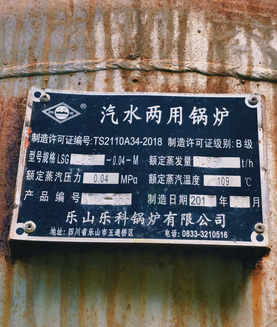 汽水两用锅炉
制造许可证编号:TS2110A34-2018 制造许可证级别:B级
型号规格 LSG -0.04-M 额定蒸发量 t/h
额定蒸汽压力 0.04 MPa 额定蒸汽温度 109 ℃
产品编号 制造日期 201 月
乐山乐科锅炉有限公司
地址:四川省乐山市五通桥区 电话:0833-3210516